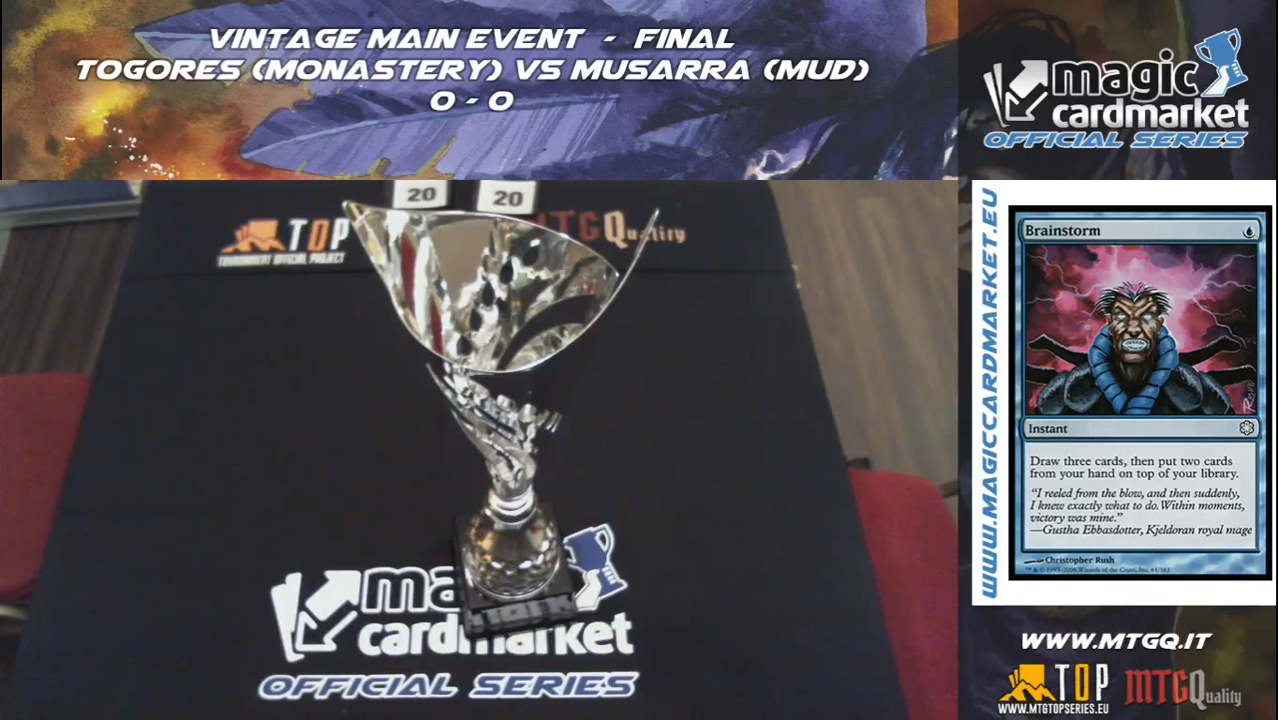 VINTAGE MAIN EVENT - FINAL
TOGORES (MONASTERY) VS MUSARRA (MUD)
0 - 0
magic
cardmarket
OFFICIAL SERIES
20
20
TOP
TOURNAMENT OFFICIAL PROJECT
MTGQuality
WWW.MAGICCARDMARKET.EU
Brainstorm
Instant
Draw three cards, then put two cards
from your hand on top of your library.
"I reeled from the blow, and then suddenly,
I knew exactly what to do. Within moments,
victory was mine."
—Gustha Ebbasdotter, Kjeldoran royal mage
Christopher Rush
ma
cardmarket
OFFICIAL SERIES
WWW.MTGQ.IT
TOP
WWW.MTGTOPSERIES.EU
MTGQuality